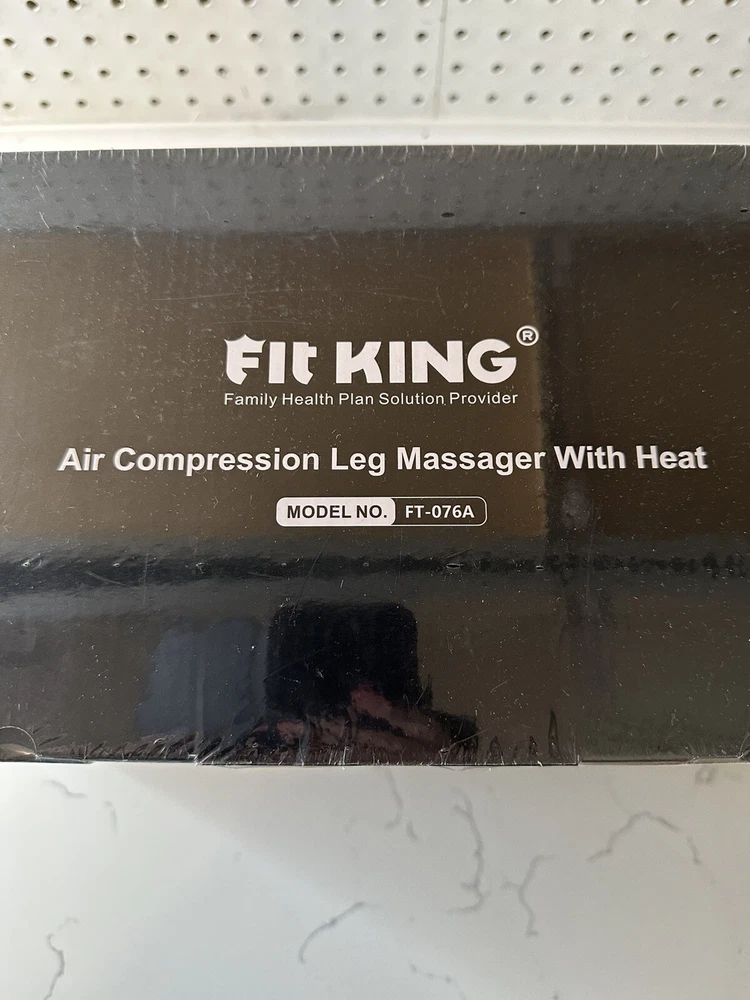 Fit KING®
Family Health Plan Solution Provider
Air Compression Leg Massager With Heat
MODEL NO. FT-076A